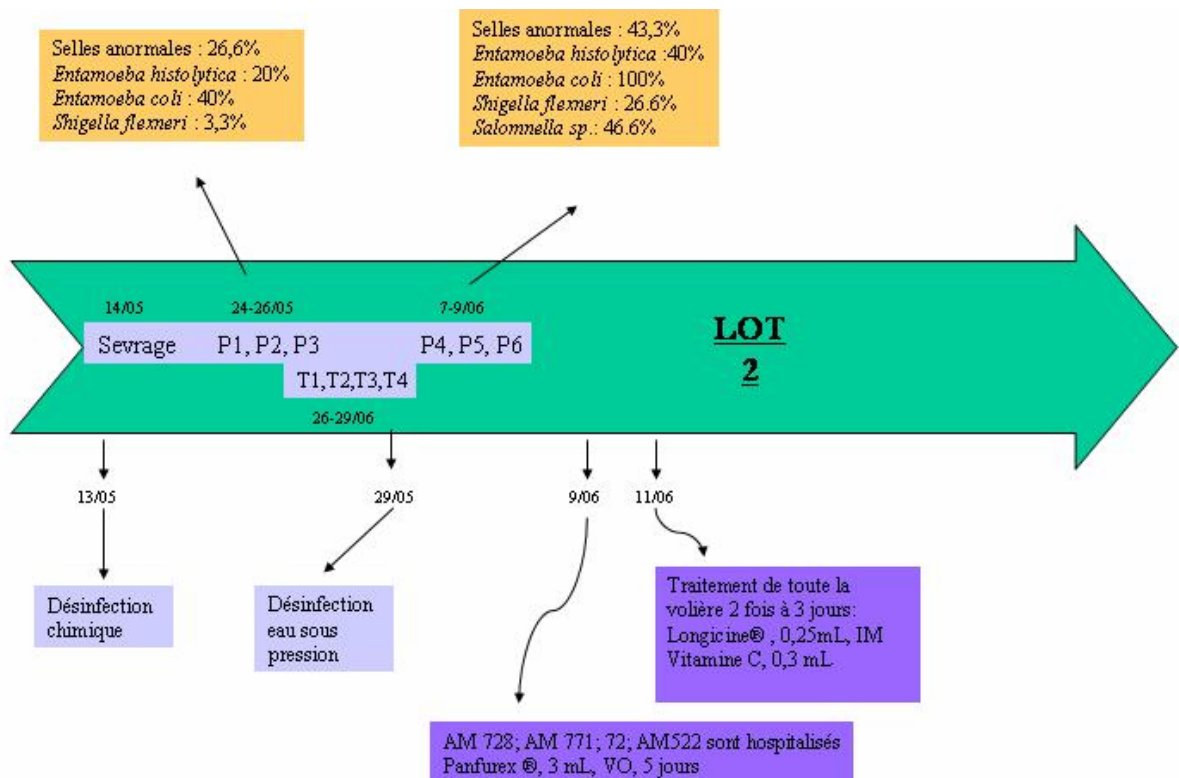 Selles anormales : 26,6%
Entamoeba histolytica : 20%
Entamoeba coli : 40%
Shigella flexneri : 3,3%
Selles anormales : 43,3%
Entamoeba histolytica :40%
Entamoeba coli : 100%
Shigella flexneri : 26.6%
Salomnella sp.: 46.6%
14/05
24-26/05
7-9/06
Sevrage
P1, P2, P3
P4, P5, P6
T1,T2,T3,T4
26-29/06
LOT
2
13/05
29/05
9/06
11/06
Désinfection
chimique
Désinfection
eau sous
pression
Traitement de toute la
volière 2 fois à 3 jours:
Longicine® , 0,25mL, IM
Vitamine C, 0,3 mL
AM 728; AM 771; 72; AM522 sont hospitalisés
Panfurex ®, 3 mL, VO, 5 jours